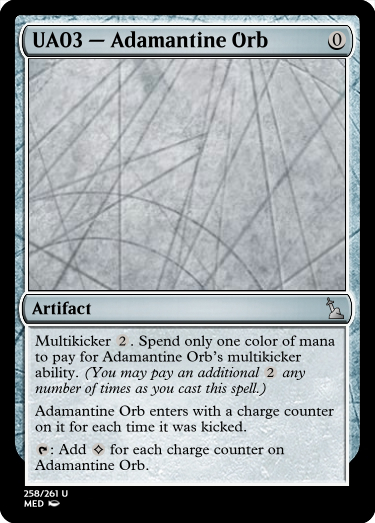 UA03 — Adamantine Orb 0
Artifact
Multikicker 2. Spend only one color of mana
to pay for Adamantine Orb's multikicker
ability. (You may pay an additional 2 any
number of times as you cast this spell.)
Adamantine Orb enters with a charge counter
on it for each time it was kicked.
: Add for each charge counter on
Adamantine Orb.
258/261 U
MED